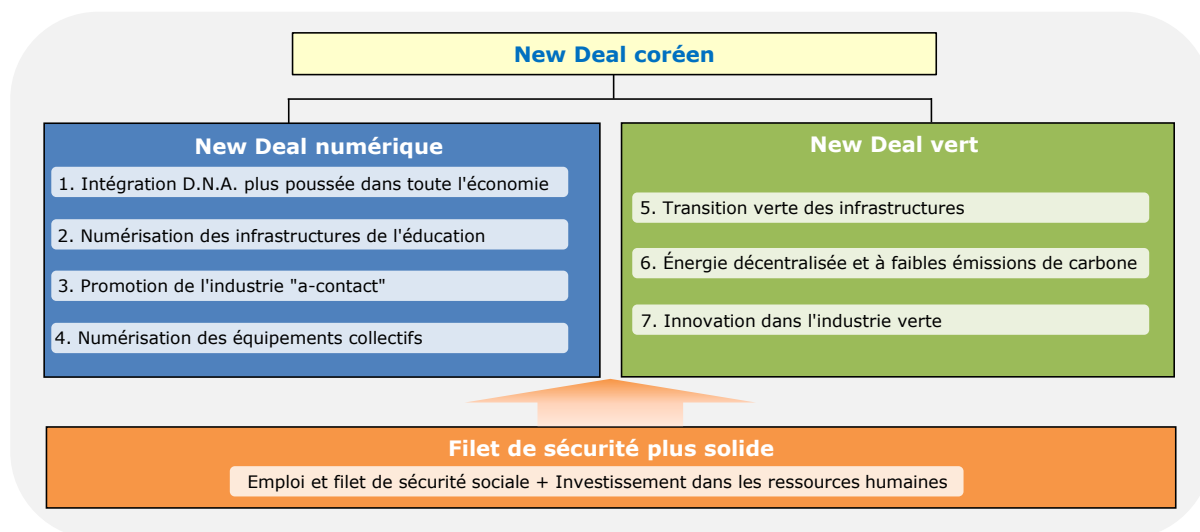 New Deal coréen
New Deal numérique
1. Intégration D.N.A. plus poussée dans toute l'économie
2. Numérisation des infrastructures de l'éducation
3. Promotion de l'industrie "a-contact"
4. Numérisation des équipements collectifs
New Deal vert
5. Transition verte des infrastructures
6. Énergie décentralisée et à faibles émissions de carbone
7. Innovation dans l'industrie verte
Filet de sécurité plus solide
Emploi et filet de sécurité sociale + Investissement dans les ressources humaines